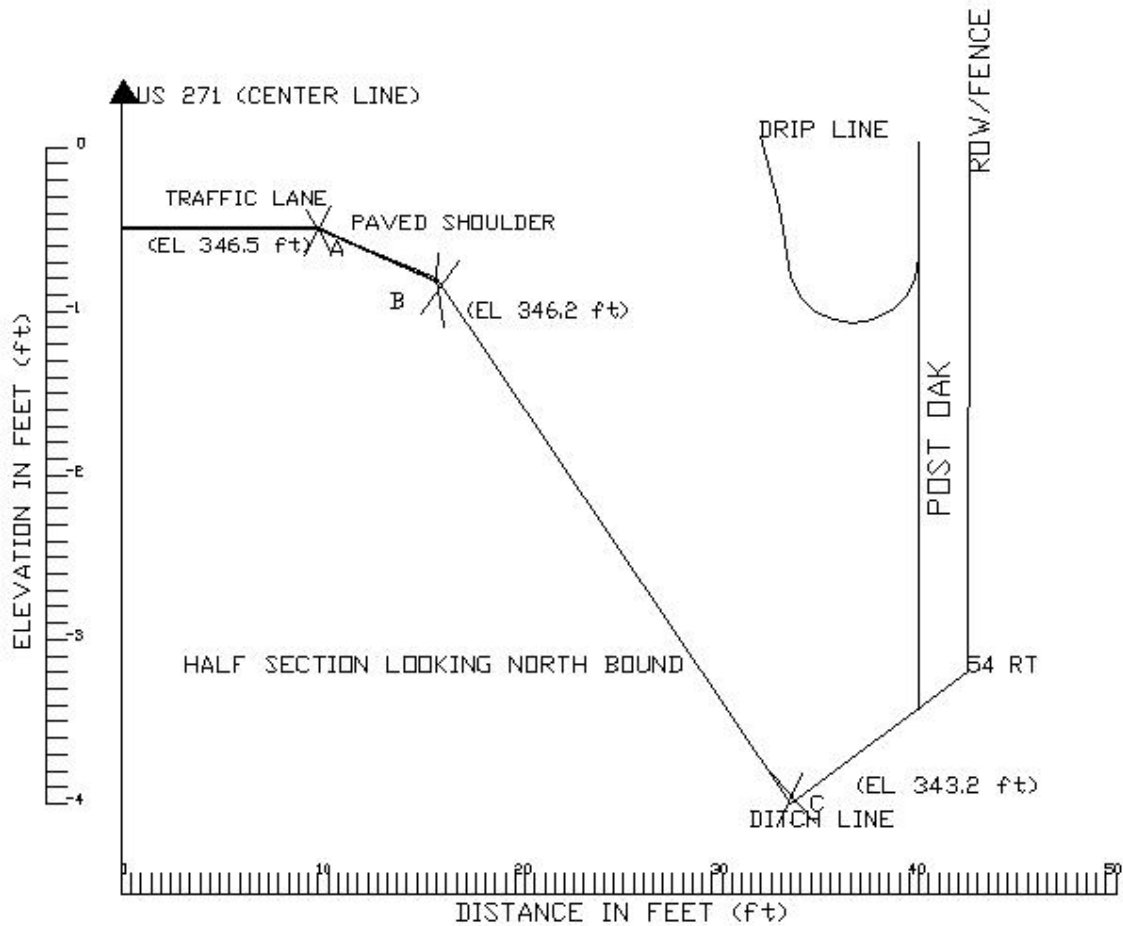 ROW/FENCE
US 271 (CENTER LINE)
DRIP LINE
0
TRAFFIC LANE
PAVED SHOULDER
(EL 346.5 ft)
A
B
(EL 346.2 ft)
-1
ELEVATION IN FEET (ft)
POST OAK
-2
-3
HALF SECTION LOOKING NORTH BOUND
54 RT
(EL 343.2 ft)
-4
C
DITCH LINE
0 10 20 30 40 50
DISTANCE IN FEET (ft)